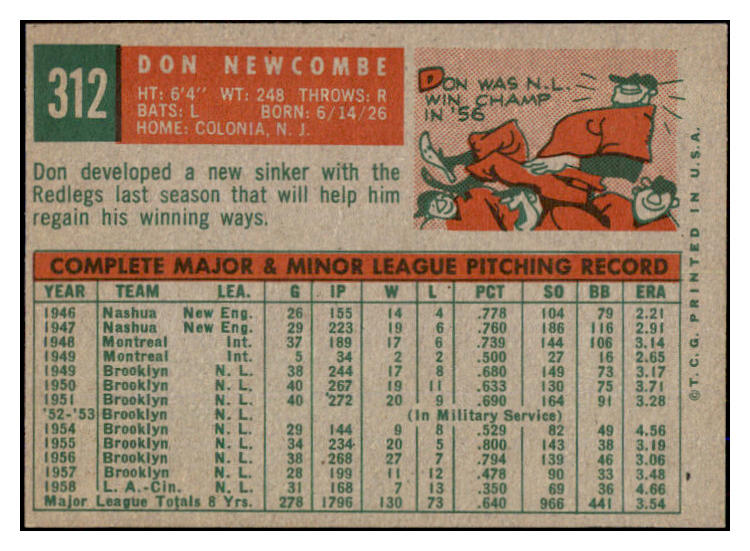 312
DON NEWCOMBE
HT: 6'4" WT: 248 THROWS: R
BATS: L BORN: 6/14/26
HOME: COLONIA, N. J.
DON WAS N.L.
WIN CHAMP
IN '56
Don developed a new sinker with the
Redlegs last season that will help him
regain his winning ways.
COMPLETE MAJOR & MINOR LEAGUE PITCHING RECORD
YEAR TEAM LEA. G IP W L PCT SO BB ERA
1946 Nashua New Eng. 26 155 14 4 .778 104 79 2.21
1947 Nashua New Eng. 29 223 19 6 .760 186 116 2.91
1948 Montreal Int. 37 189 17 6 .739 144 106 3.14
1949 Montreal Int. 5 34 2 2 .500 27 16 2.65
1949 Brooklyn N. L. 38 244 17 8 .680 149 73 3.17
1950 Brooklyn N. L. 40 267 19 11 .633 130 75 3.71
1951 Brooklyn N. L. 40 272 20 9 .690 164 91 3.28
'52-'53 Brooklyn N. L. (In Military Service)
1954 Brooklyn N. L. 29 144 9 8 .529 82 49 4.56
1955 Brooklyn N. L. 34 234 20 5 .800 143 38 3.19
1956 Brooklyn N. L. 38 268 27 7 .794 139 46 3.06
1957 Brooklyn N. L. 28 199 11 12 .478 90 33 3.48
1958 L. A.-Cin. N. L. 31 168 7 13 .350 69 36 4.66
Major League Totals 8 Yrs. 278 1796 130 73 .640 966 441 3.54
© T. C. G. PRINTED IN U.S.A.